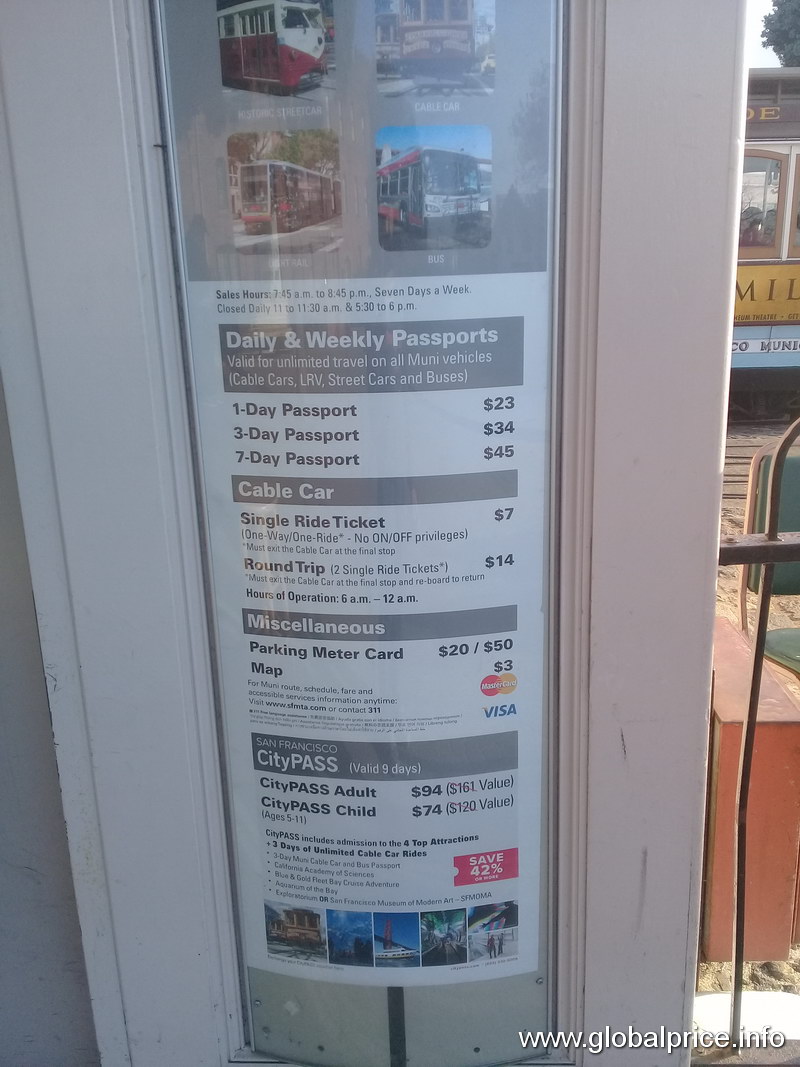 HISTORIC STREETCAR
CABLE CAR
BUS
Sales Hours: 7:45 a.m. to 8:45 p.m., Seven Days a Week.
Closed Daily 11 to 11:30 a.m. & 5:30 to 6 p.m.
Daily & Weekly Passports
Valid for unlimited travel on all Muni vehicles
(Cable Cars, LRV, Street Cars and Buses)
1-Day Passport $23
3-Day Passport $34
7-Day Passport $45
Cable Car
Single Ride Ticket $7
(One-Way/One-Ride* - No ON/OFF privileges)
*Must exit the Cable Car at the final stop
Round Trip (2 Single Ride Tickets*) $14
*Must exit the Cable Car at the final stop and re-board to return
Hours of Operation: 6 a.m. – 12 a.m.
Miscellaneous
Parking Meter Card $20 / $50
Map $3
For Muni route, schedule, fare and
accessible services information anytime:
Visit www.sfmta.com or contact 311
MasterCard
VISA
SAN FRANCISCO
CityPASS (Valid 9 days)
CityPASS Adult $94 ($161 Value)
CityPASS Child $74 ($120 Value)
(Ages 5-11)
CityPASS includes admission to the 4 Top Attractions
+ 3 Days of Unlimited Cable Car Rides
• 3-Day Muni Cable Car and Bus Passport
• California Academy of Sciences
• Blue & Gold Fleet Bay Cruise Adventure
• Aquarium of the Bay
• Exploratorium OR San Francisco Museum of Modern Art – SFMOMA
SAVE
42%
OR MORE
DE
MIL
THEATRE • GET
CO MUNI
www.globalprice.info